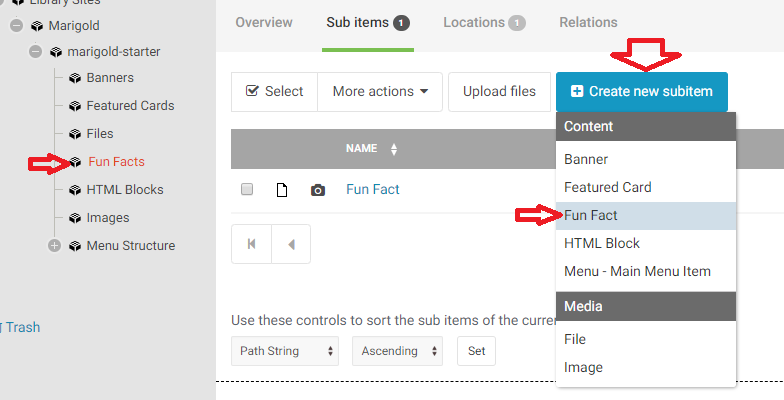 Library Sites
Marigold
marigold-starter
Banners
Featured Cards
Files
Fun Facts
HTML Blocks
Images
Menu Structure
Trash
Overview
Sub items 1
Locations 1
Relations
Select
More actions
Upload files
Create new subitem
NAME
Fun Fact
Content
Banner
Featured Card
Fun Fact
HTML Block
Menu - Main Menu Item
Media
File
Image
Use these controls to sort the sub items of the curren
Path String
Ascending
Set